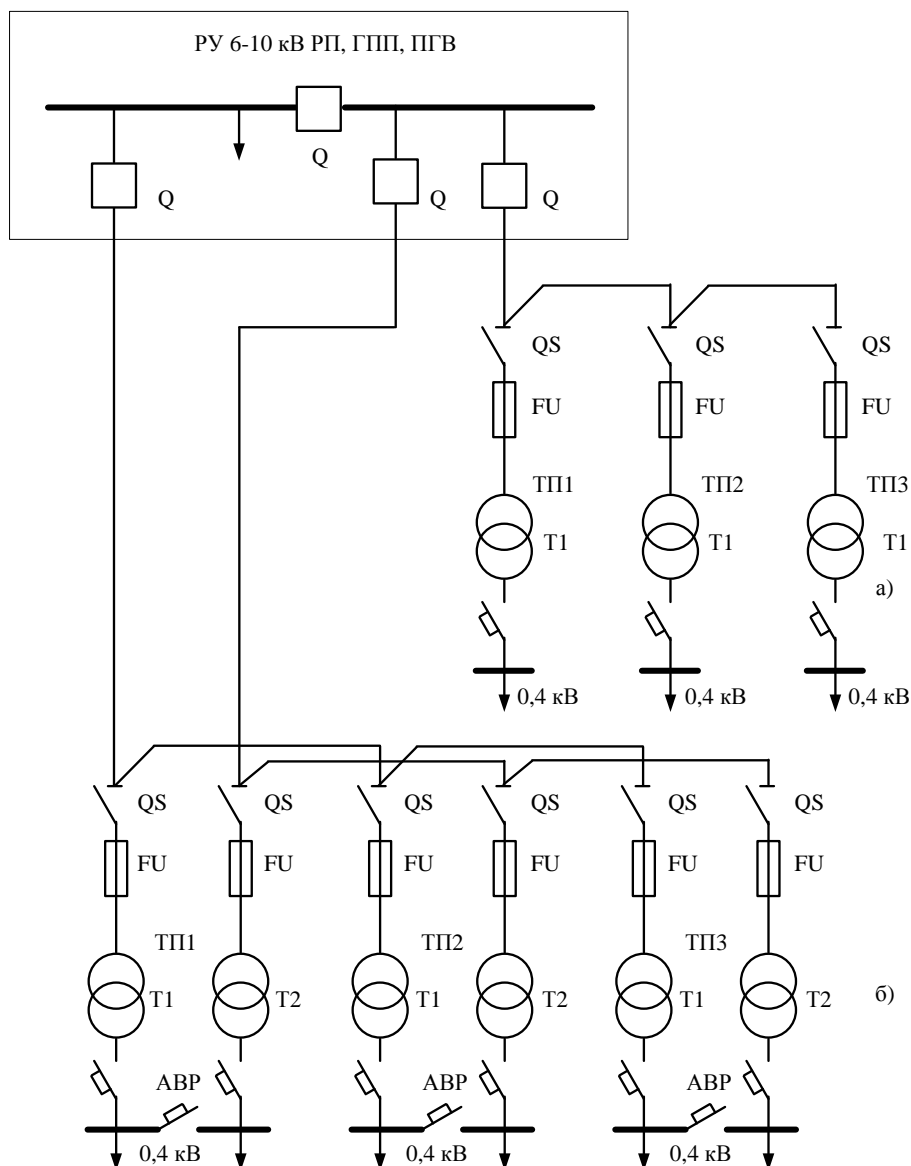 РУ 6-10 кВ РП, ГПП, ПГВ
Q
Q
Q
Q
QS
QS
QS
FU
FU
FU
ТП1
ТП2
ТП3
Т1
Т1
Т1
а)
0,4 кВ
0,4 кВ
0,4 кВ
QS
QS
QS
QS
QS
QS
FU
FU
FU
FU
FU
FU
ТП1
ТП2
ТП3
Т1
Т2
Т1
Т2
Т1
Т2
б)
АВР
АВР
АВР
0,4 кВ
0,4 кВ
0,4 кВ